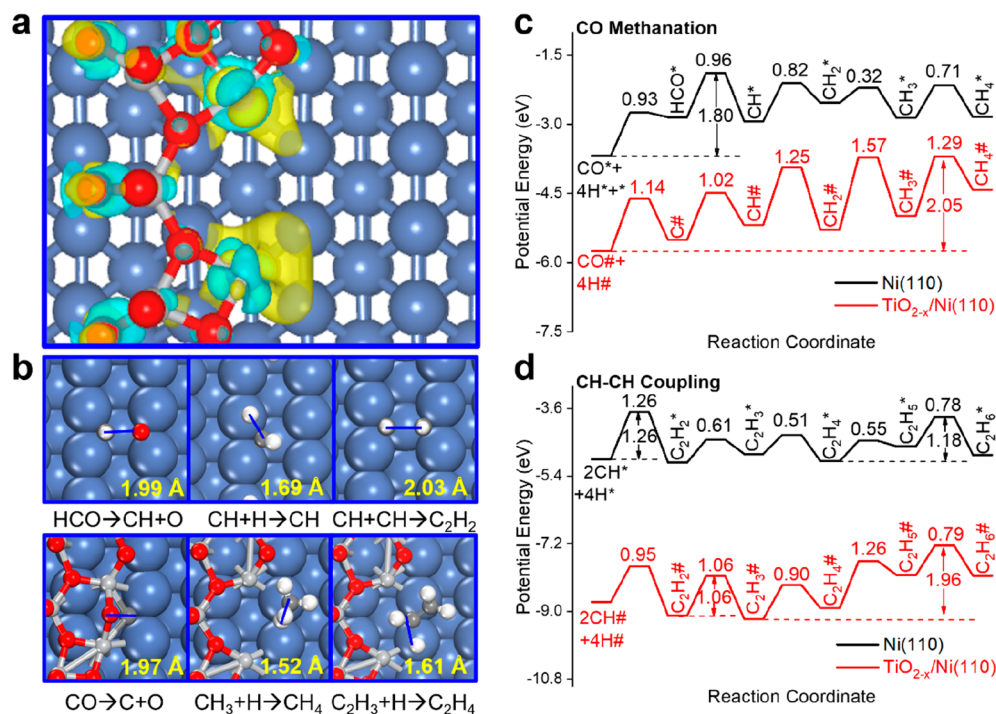 a
b
1.99 Å
1.69 Å
2.03 Å
HCO→CH+O
CH+H→CH
CH+CH→C₂H₂
1.97 Å
1.52 Å
1.61 Å
CO→C+O
CH₃+H→CH₄
C₂H₃+H→C₂H₄
c
CO Methanation
Potential Energy (eV)
-1.5
-3.0
-4.5
-6.0
-7.5
0.93
HCO*
0.96
1.80
CH*
0.82
CH₂*
0.32
CH₃*
0.71
CH₄*
CO*+
4H*+*
1.14
C#
1.02
CH#
1.25
CH₂#
1.57
CH₃#
1.29
2.05
CH₄#
CO#+
4H#
Ni(110)
TiO₂₋ₓ/Ni(110)
Reaction Coordinate
d
CH-CH Coupling
Potential Energy (eV)
-3.6
-5.4
-7.2
-9.0
-10.8
1.26
1.26
C₂H₂*
0.61
C₂H₃*
0.51
C₂H₄*
0.55
C₂H₅*
0.78
1.18
C₂H₆*
2CH*
+4H*
0.95
C₂H₂#
1.06
1.06
C₂H₃#
0.90
C₂H₄#
1.26
C₂H₅#
0.79
1.96
C₂H₆#
2CH#
+4H#
Ni(110)
TiO₂₋ₓ/Ni(110)
Reaction Coordinate